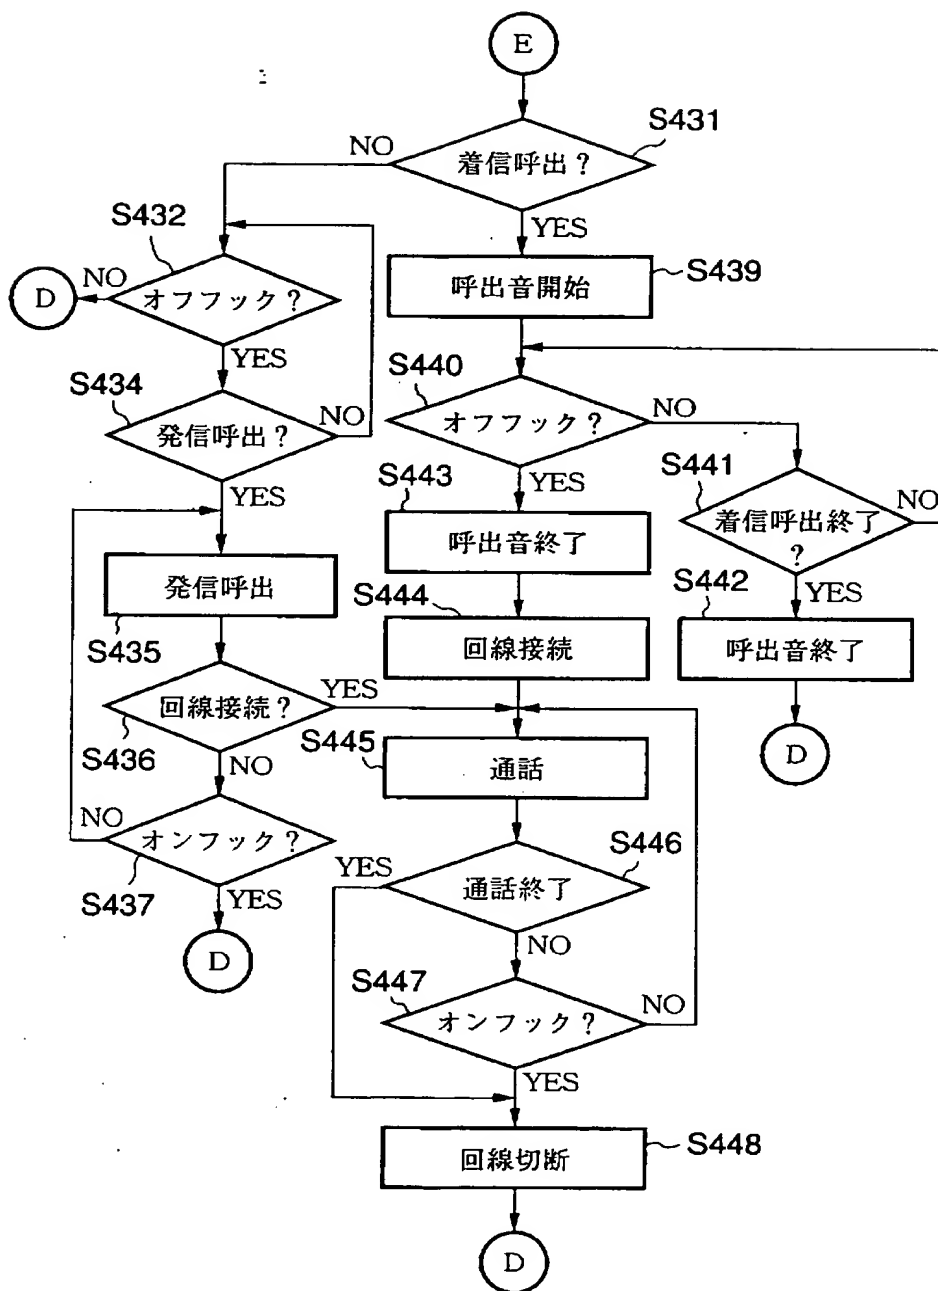 E
S431
NO
着信呼出?
YES
S432
S439
呼出音開始
D
NO
オフフック?
YES
S440
オフフック?
NO
S434
発信呼出?
NO
YES
S441
着信呼出終了
?
NO
YES
S443
呼出音終了
YES
発信呼出
S435
S444
回線接続
S442
呼出音終了
D
回線接続?
YES
S436
NO
S445
通話
NO
オンフック?
S437
YES
D
S446
YES
通話終了
NO
S447
オンフック?
NO
YES
回線切断
S448
D